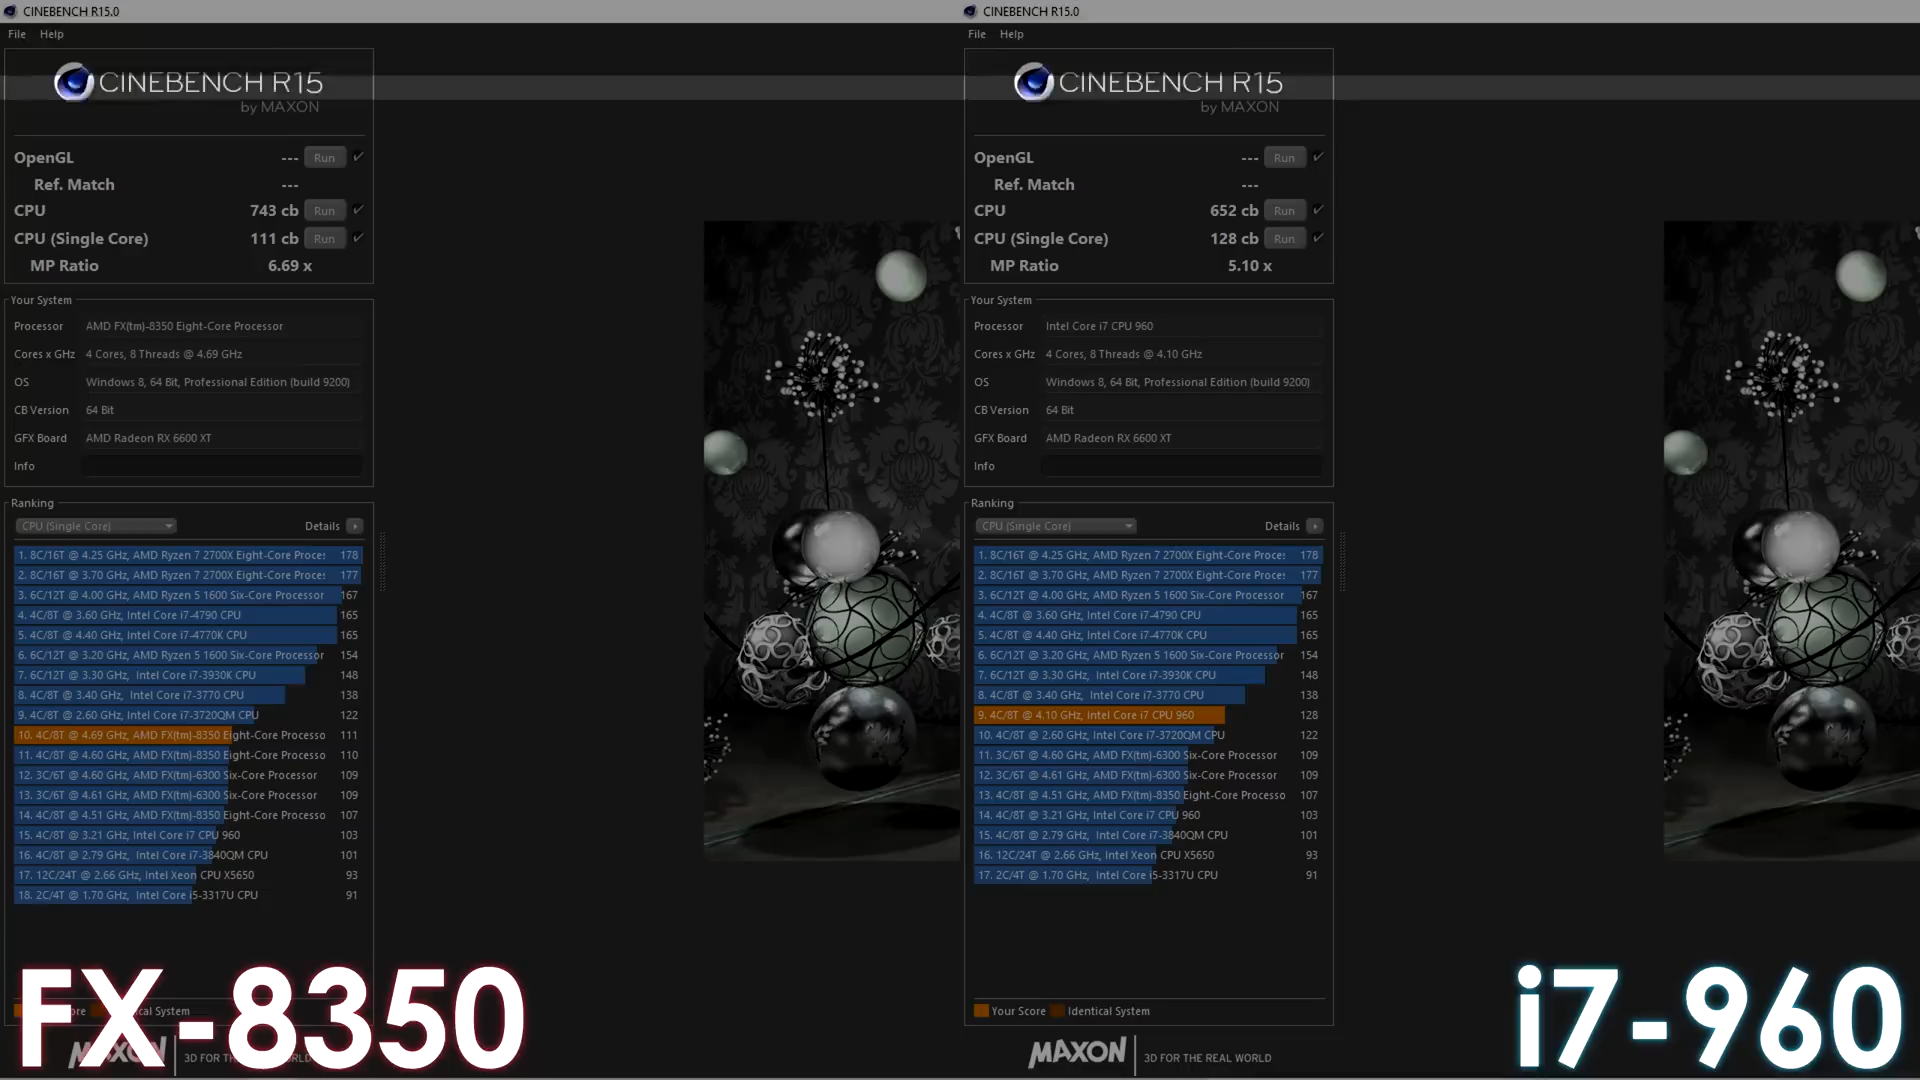 CINEBENCH R15.0
File Help
CINEBENCH R15
by MAXON
OpenGL --- Run
Ref. Match ---
CPU 743 cb Run
CPU (Single Core) 111 cb Run
MP Ratio 6.69 x
Your System
Processor AMD FX(tm)-8350 Eight-Core Processor
Cores x GHz 4 Cores, 8 Threads @ 4.69 GHz
OS Windows 8, 64 Bit, Professional Edition (build 9200)
CB Version 64 Bit
GFX Board AMD Radeon RX 6600 XT
Info
Ranking
CPU (Single Core) Details
1. 8C/16T @ 4.25 GHz, AMD Ryzen 7 2700X Eight-Core Proces 178
2. 8C/16T @ 3.70 GHz, AMD Ryzen 7 2700X Eight-Core Proces 177
3. 6C/12T @ 4.00 GHz, AMD Ryzen 5 1600 Six-Core Processor 167
4. 4C/8T @ 3.60 GHz, Intel Core i7-4790 CPU 165
5. 4C/8T @ 4.40 GHz, Intel Core i7-4770K CPU 165
6. 6C/12T @ 3.20 GHz, AMD Ryzen 5 1600 Six-Core Processor 154
7. 6C/12T @ 3.30 GHz, Intel Core i7-3930K CPU 148
8. 4C/8T @ 3.40 GHz, Intel Core i7-3770 CPU 138
9. 4C/8T @ 2.60 GHz, Intel Core i7-3720QM CPU 122
10. 4C/8T @ 4.69 GHz, AMD FX(tm)-8350 Eight-Core Processo 111
11. 4C/8T @ 4.60 GHz, AMD FX(tm)-8350 Eight-Core Processo 110
12. 3C/6T @ 4.60 GHz, AMD FX(tm)-6300 Six-Core Processor 109
13. 3C/6T @ 4.61 GHz, AMD FX(tm)-6300 Six-Core Processor 109
14. 4C/8T @ 4.51 GHz, AMD FX(tm)-8350 Eight-Core Processo 107
15. 4C/8T @ 3.21 GHz, Intel Core i7 CPU 960 103
16. 4C/8T @ 2.79 GHz, Intel Core i7-3840QM CPU 101
17. 12C/24T @ 2.66 GHz, Intel Xeon CPU X5650 93
18. 2C/4T @ 1.70 GHz, Intel Core i5-3317U CPU 91
System
FX-8350
MAXON 3D FOR
CINEBENCH R15.0
File Help
CINEBENCH R15
by MAXON
OpenGL --- Run
Ref. Match ---
CPU 652 cb Run
CPU (Single Core) 128 cb Run
MP Ratio 5.10 x
Your System
Processor Intel Core i7 CPU 960
Cores x GHz 4 Cores, 8 Threads @ 4.10 GHz
OS Windows 8, 64 Bit, Professional Edition (build 9200)
CB Version 64 Bit
GFX Board AMD Radeon RX 6600 XT
Info
Ranking
CPU (Single Core) Details
1. 8C/16T @ 4.25 GHz, AMD Ryzen 7 2700X Eight-Core Proces 178
2. 8C/16T @ 3.70 GHz, AMD Ryzen 7 2700X Eight-Core Proces 177
3. 6C/12T @ 4.00 GHz, AMD Ryzen 5 1600 Six-Core Processor 167
4. 4C/8T @ 3.60 GHz, Intel Core i7-4790 CPU 165
5. 4C/8T @ 4.40 GHz, Intel Core i7-4770K CPU 165
6. 6C/12T @ 3.20 GHz, AMD Ryzen 5 1600 Six-Core Processor 154
7. 6C/12T @ 3.30 GHz, Intel Core i7-3930K CPU 148
8. 4C/8T @ 3.40 GHz, Intel Core i7-3770 CPU 138
9. 4C/8T @ 4.10 GHz, Intel Core i7 CPU 960 128
10. 4C/8T @ 2.60 GHz, Intel Core i7-3720QM CPU 122
11. 3C/6T @ 4.60 GHz, AMD FX(tm)-6300 Six-Core Processor 109
12. 3C/6T @ 4.61 GHz, AMD FX(tm)-6300 Six-Core Processor 109
13. 4C/8T @ 4.51 GHz, AMD FX(tm)-8350 Eight-Core Processo 107
14. 4C/8T @ 3.21 GHz, Intel Core i7 CPU 960 103
15. 4C/8T @ 2.79 GHz, Intel Core i7-3840QM CPU 101
16. 12C/24T @ 2.66 GHz, Intel Xeon CPU X5650 93
17. 2C/4T @ 1.70 GHz, Intel Core i5-3317U CPU 91
Your Score Identical System
MAXON 3D FOR THE REAL WORLD
i7-960